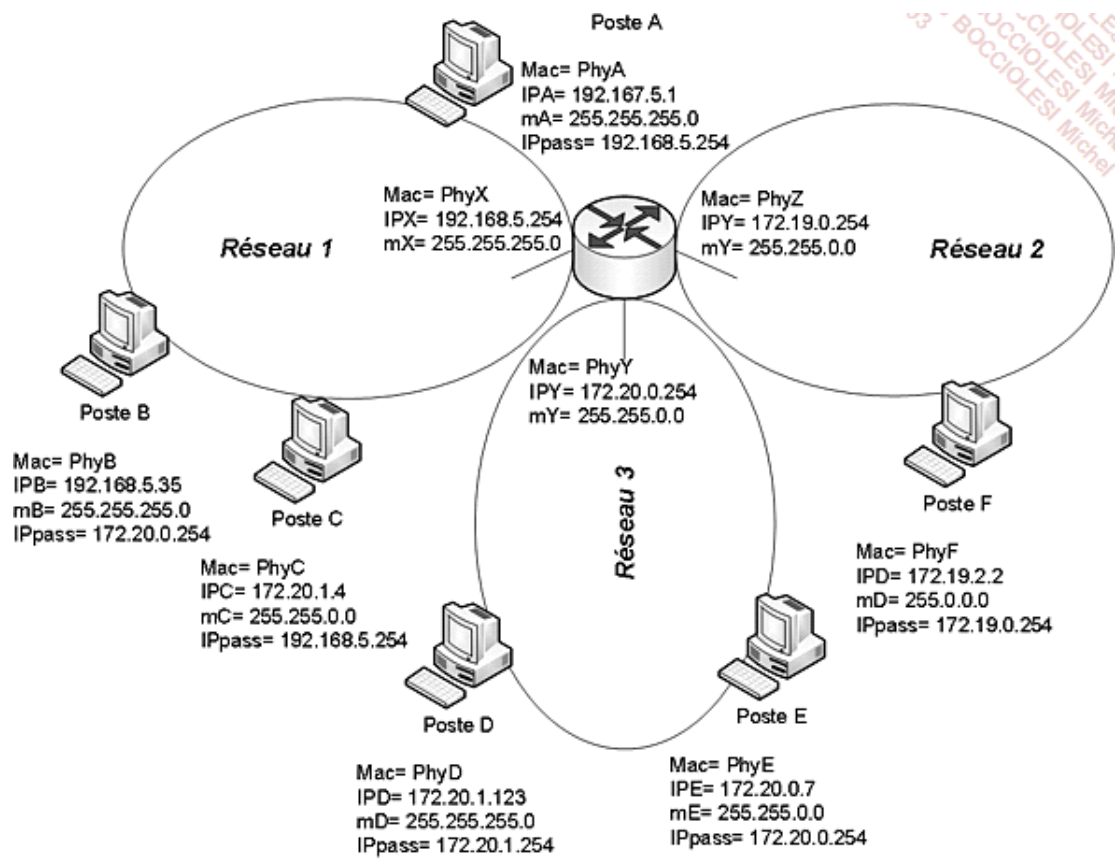 Poste A
Mac= PhyA
IPA= 192.167.5.1
mA= 255.255.255.0
IPpass= 192.168.5.254
Mac= PhyX
IPX= 192.168.5.254
mX= 255.255.255.0
Réseau 1
Mac= PhyZ
IPY= 172.19.0.254
mY= 255.255.0.0
Réseau 2
Mac= PhyY
IPY= 172.20.0.254
mY= 255.255.0.0
Réseau 3
Poste B
Mac= PhyB
IPB= 192.168.5.35
mB= 255.255.255.0
IPpass= 172.20.0.254
Poste C
Mac= PhyC
IPC= 172.20.1.4
mC= 255.255.0.0
IPpass= 192.168.5.254
Poste F
Mac= PhyF
IPD= 172.19.2.2
mD= 255.0.0.0
IPpass= 172.19.0.254
Poste D
Mac= PhyD
IPD= 172.20.1.123
mD= 255.255.255.0
IPpass= 172.20.1.254
Poste E
Mac= PhyE
IPE= 172.20.0.7
mE= 255.255.0.0
IPpass= 172.20.0.254
BOCCIOLESI Michel